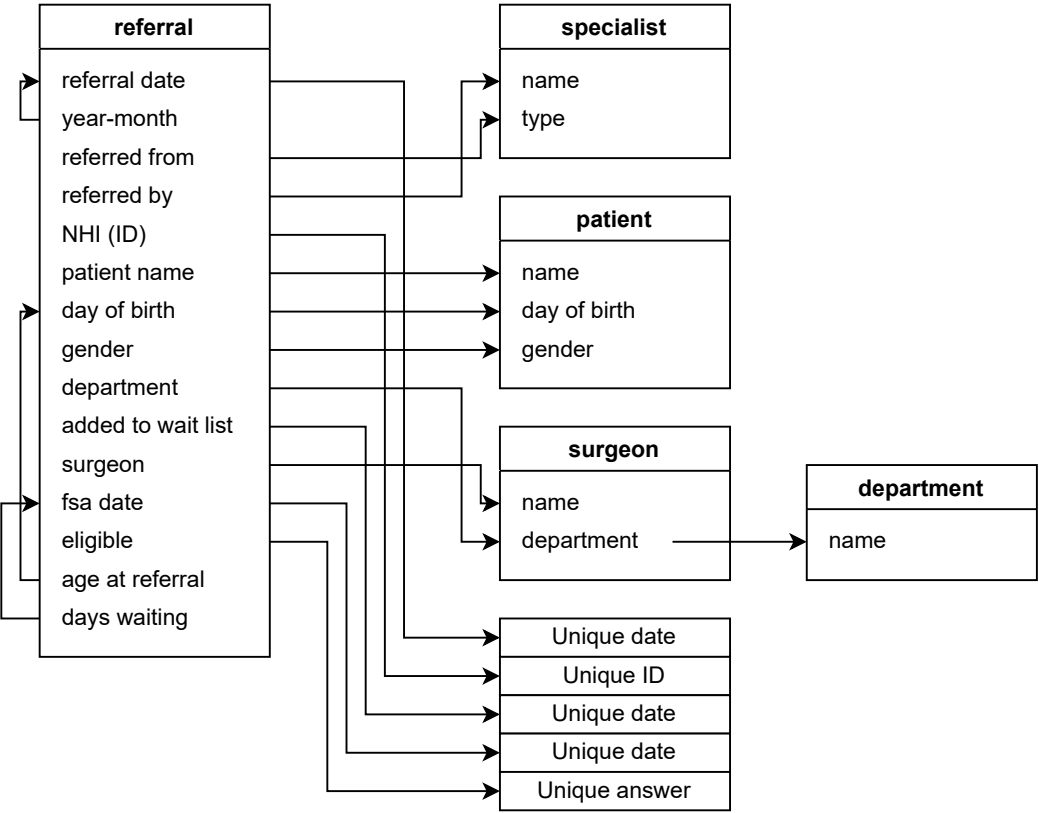 referral
referral date
year-month
referred from
referred by
NHI (ID)
patient name
day of birth
gender
department
added to wait list
surgeon
fsa date
eligible
age at referral
days waiting
specialist
name
type
patient
name
day of birth
gender
surgeon
name
department
department
name
Unique date
Unique ID
Unique date
Unique date
Unique answer